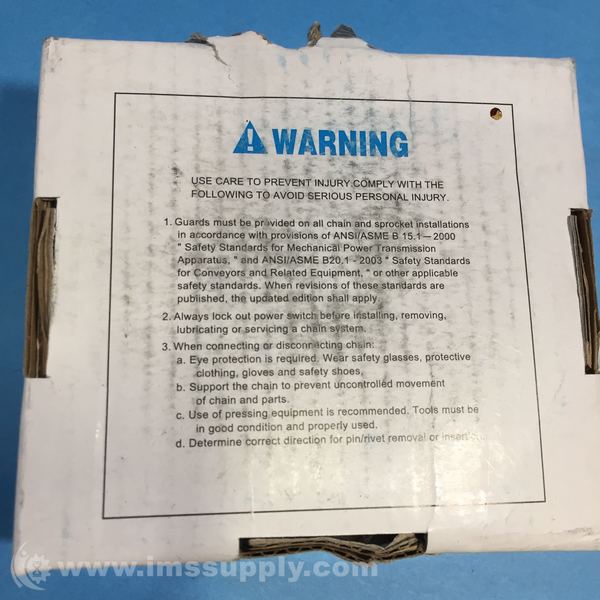 WARNING
USE CARE TO PREVENT INJURY.COMPLY WITH THE
FOLLOWING TO AVOID SERIOUS PERSONAL INJURY.
1. Guards must be provided on all chain and sprocket installations
in accordance with provisions of ANSI/ASME B 15.1—2000
" Safety Standards for Mechanical Power Transmission
Apparatus, " and ANSI/ASME B20.1 - 2003 " Safety Standards
for Conveyors and Related Equipment, " or other applicable
safety standards. When revisions of these standards are
published, the updated edition shall apply.
2. Always lock out power switch before installing, removing,
lubricating or servicing a chain system.
3. When connecting or disconnecting chain:
a. Eye protection is required. Wear safety glasses, protective
clothing, gloves and safety shoes.
b. Support the chain to prevent uncontrolled movement
of chain and parts.
c. Use of pressing equipment is recommended. Tools must be
in good condition and properly used.
d. Determine correct direction for pin/rivet removal or insertion.
www.imssupply.com